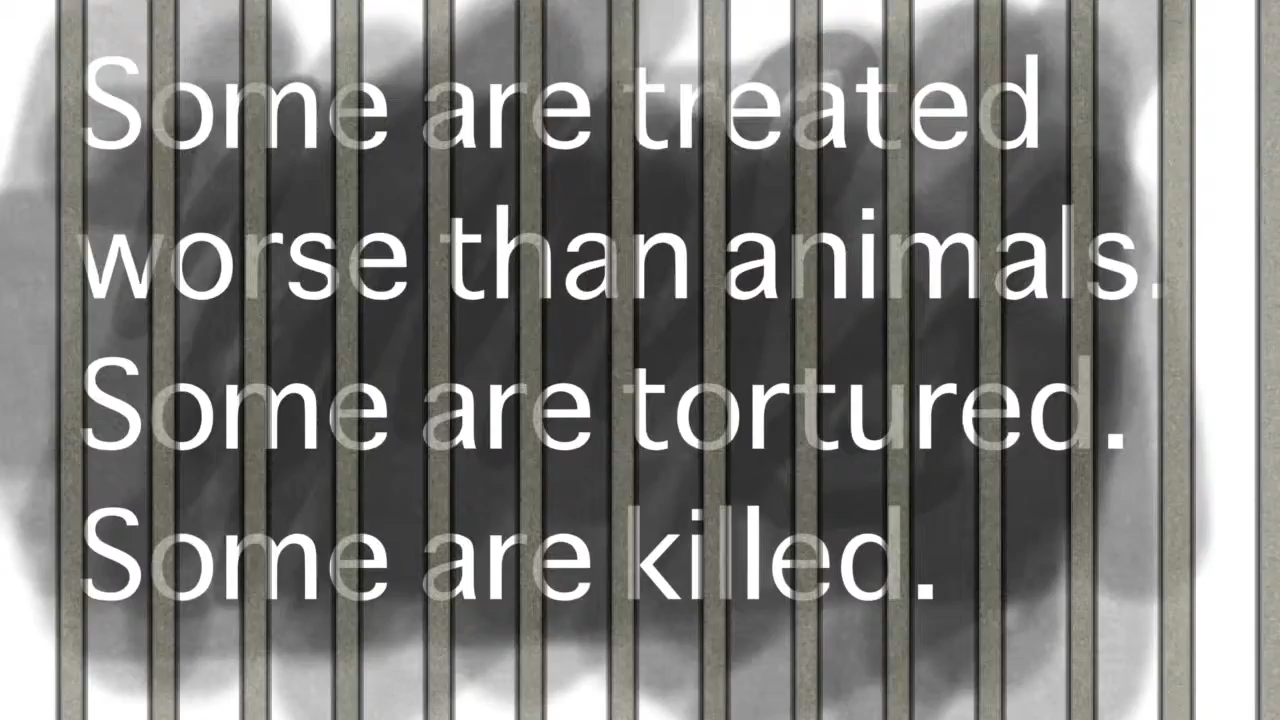 Some are treated
worse than animals.
Some are tortured.
Some are killed.